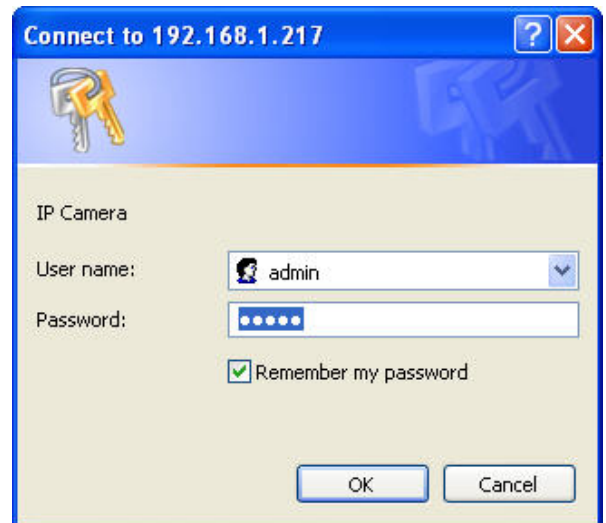 Connect to 192.168.1.217
?
IP Camera
User name: admin
Password: •••••
Remember my password
OK Cancel